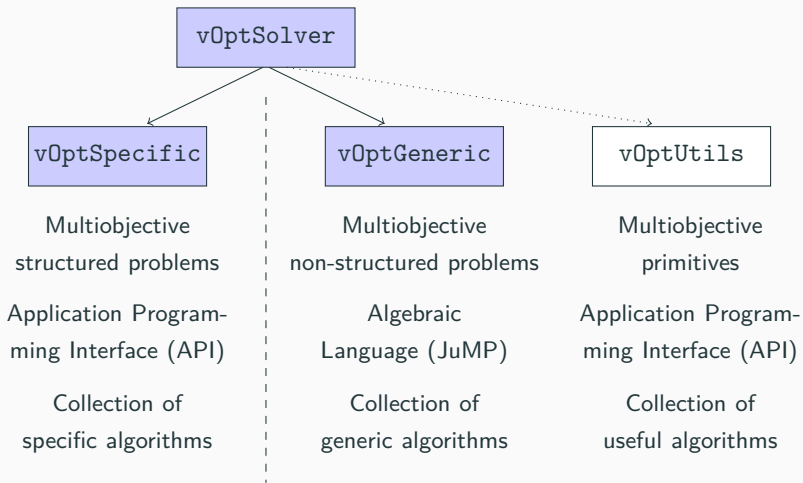 vOptSolver
vOptSpecific
Multiobjective
structured problems
Application Program-
ming Interface (API)
Collection of
specific algorithms
vOptGeneric
Multiobjective
non-structured problems
Algebraic
Language (JuMP)
Collection of
generic algorithms
vOptUtils
Multiobjective
primitives
Application Program-
ming Interface (API)
Collection of
useful algorithms